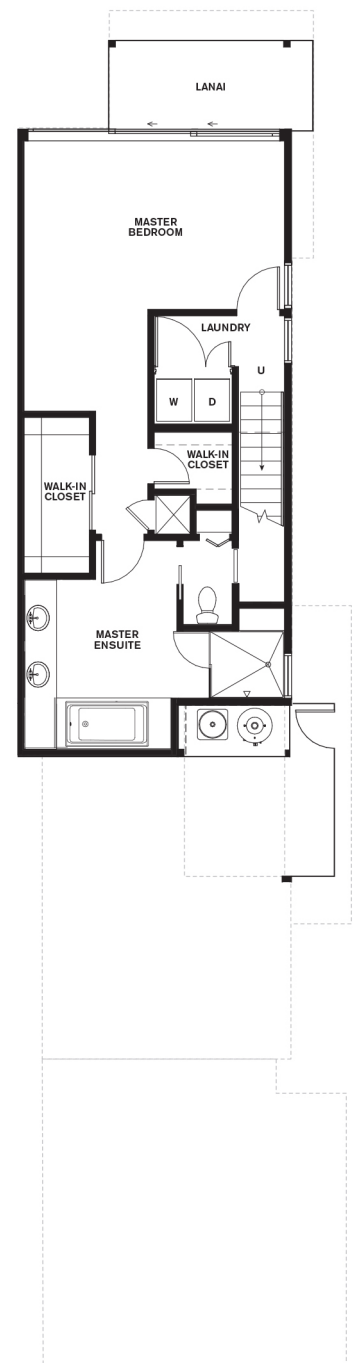 LANAI
MASTER
BEDROOM
LAUNDRY
U
W
D
WALK-IN
CLOSET
WALK-IN
CLOSET
MASTER
ENSUITE